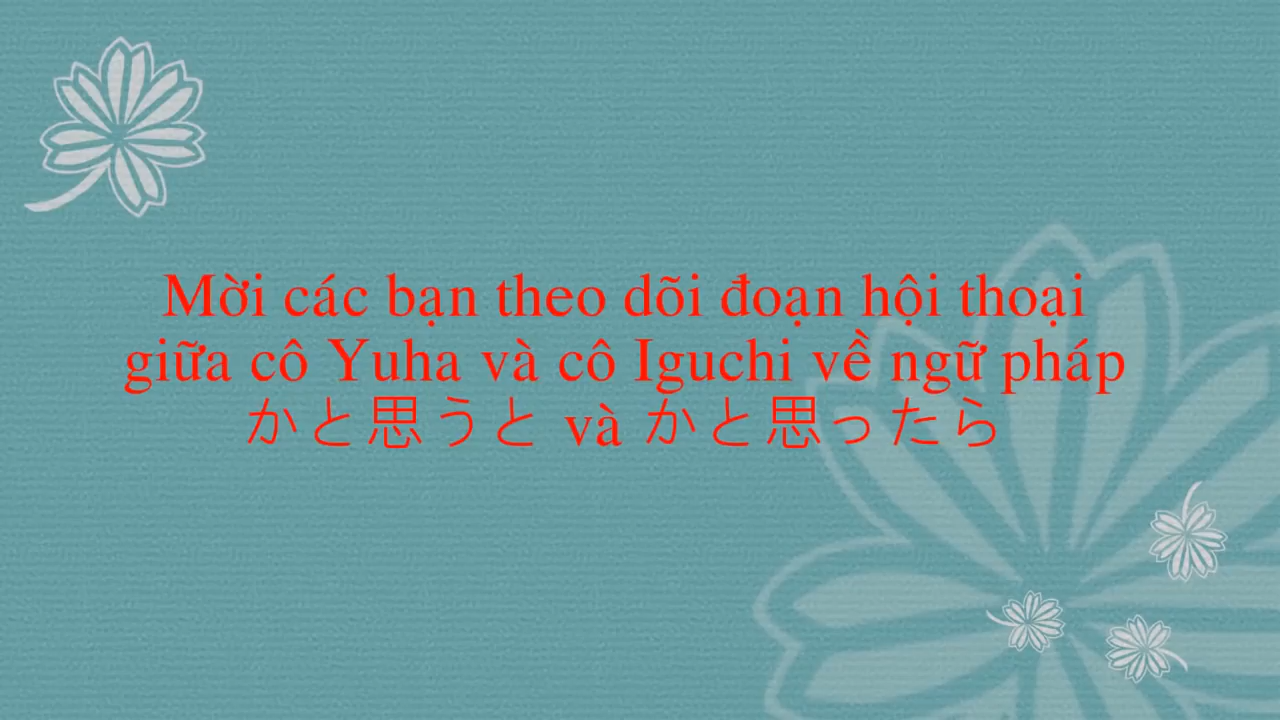 Mời các bạn theo dõi đoạn hội thoại
giữa cô Yuha và cô Iguchi về ngữ pháp
かと思うと và かと思ったら